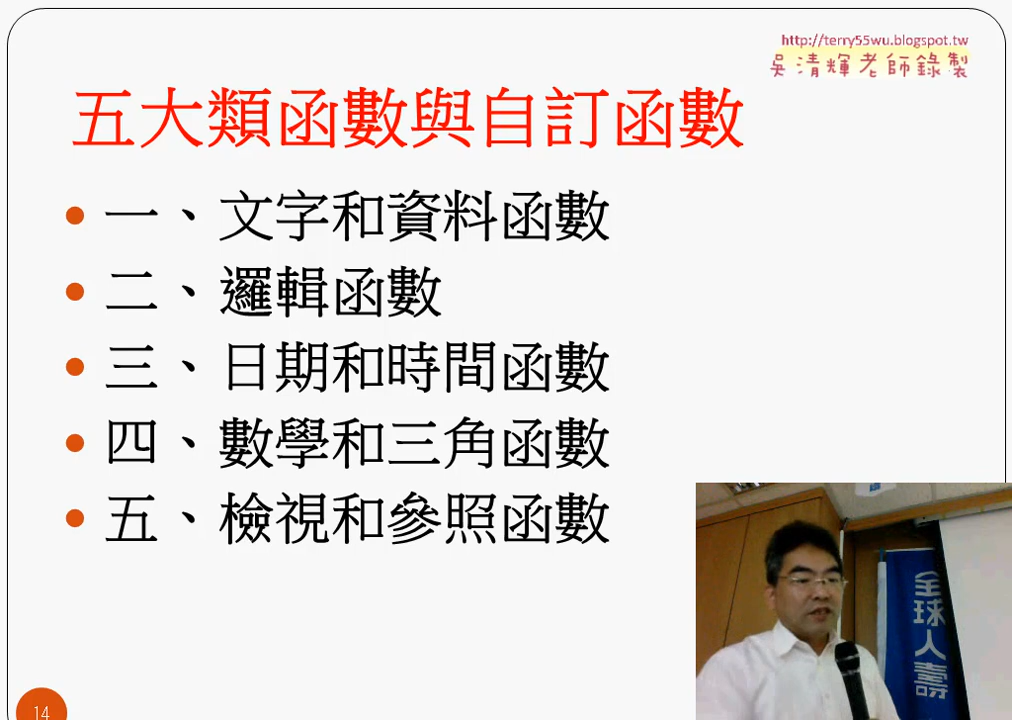 http://terry55wu.blogspot.tw
吳清輝老師錄製
五大類函數與自訂函數
• 一、文字和資料函數
• 二、邏輯函數
• 三、日期和時間函數
• 四、數學和三角函數
• 五、檢視和參照函數
全球人壽
14